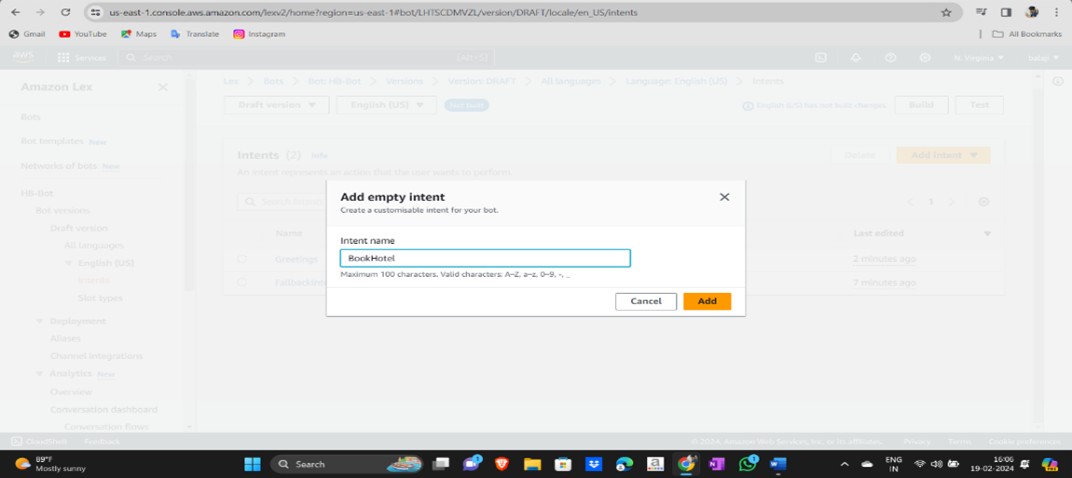 us-east-1.console.aws.amazon.com/lexv2/home?region=us-east-1#bot/LHTSCDMVZL/version/DRAFT/locale/en_US/intents
Gmail YouTube Maps Translate Instagram All Bookmarks
aws Services Search [Alt+S] N. Virginia
Amazon Lex
Lex > Bots > Bot: HB-Bot > Versions > Version: DRAFT > All languages > Language: English (US) > Intents
Draft version English (US) Not built English (US) has not build changes Build Test
Bots
Bot templates New
Networks of bots New
HB-Bot
Bot versions
Draft version
All languages
English (US)
Intents
Slot types
Deployment
Aliases
Channel integrations
Analytics New
Overview
Conversation dashboard
Conversation flows
Intents (2) Info Delete Add intent
An intent represents an action that the user wants to perform.
Search 1
Name Last edited
Greetings 2 minutes ago
7 minutes ago
Add empty intent
Create a customisable intent for your bot.
Intent name
BookHotel
Maximum 100 characters. Valid characters: A-Z, a-z, 0-9, -, _
Cancel Add
CloudShell Feedback © 2024, Amazon Web Services, Inc. or its affiliates. Privacy Terms Cookie preferences
89°F
Mostly sunny
Search
ENG
IN
16:06
19-02-2024